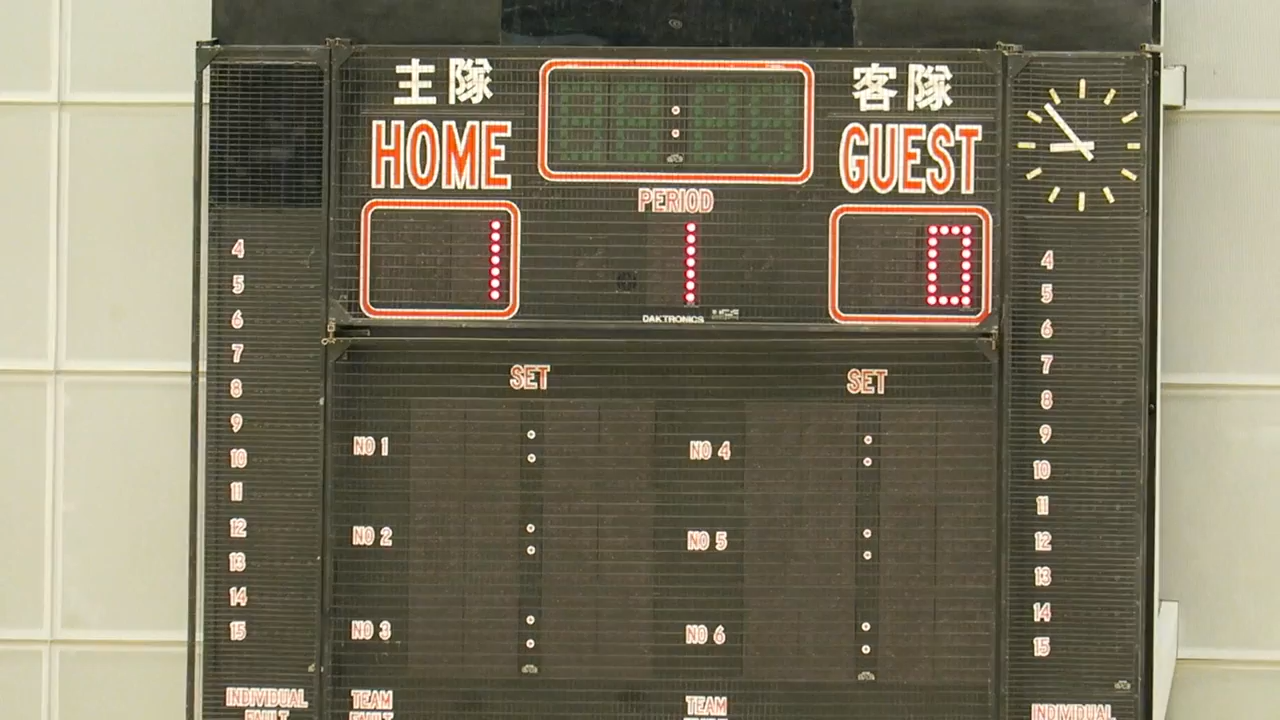 主隊 客隊
HOME GUEST
PERIOD
1 1 0
DAKTRONICS
4
5
6
7
8
9
10
11
12
13
14
15
INDIVIDUAL
SET SET
NO 1 NO 4
NO 2 NO 5
NO 3 NO 6
TEAM TEAM
4
5
6
7
8
9
10
11
12
13
14
15
INDIVIDUAL